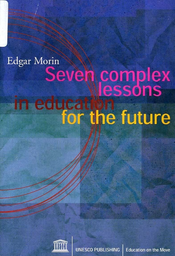 Edgar Morin
Seven complex
lessons
in education
for the future
UNESCO PUBLISHING
Education on the Move